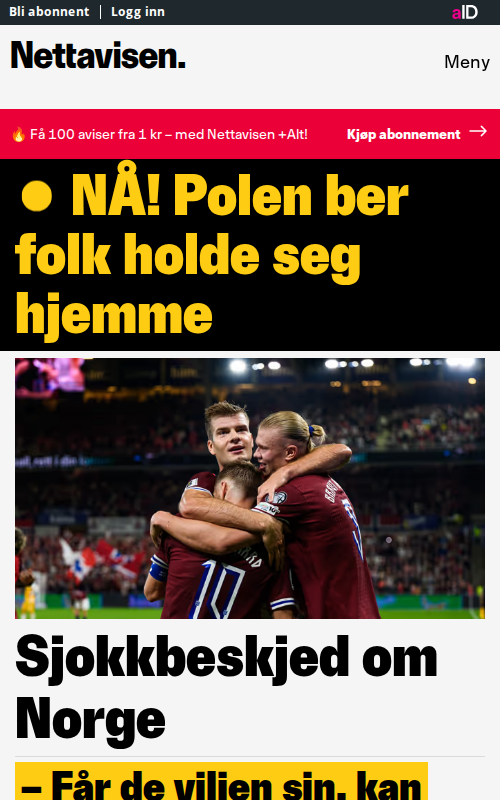 Bli abonnent | Logg inn
aID
Nettavisen.
Meny
🔥 Få 100 aviser fra 1 kr – med Nettavisen +Alt!
Kjøp abonnement →
NÅ! Polen ber
folk holde seg
hjemme
10
Sjokkbeskjed om
Norge
– Får de viljen sin, kan